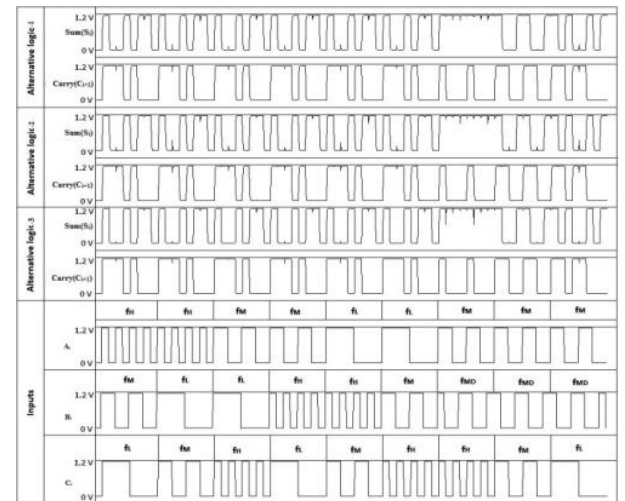 Alternative logic-1
1.2 V
Sum(Si)
0 V
1.2 V
Carry(Ci+1)
0 V
Alternative logic-2
1.2 V
Sum(Si)
0 V
1.2 V
Carry(Ci+1)
0 V
Alternative logic-3
1.2 V
Sum(Si)
0 V
1.2 V
Carry(Ci+1)
0 V
Inputs
fH fH fM fM fL fL fM fM fM
1.2 V
Ai
0 V
fM fL fL fH fH fM fMD fMD fMD
1.2 V
Bi
0 V
fL fM fH fL fM fH fH fM fL
1.2 V
Ci
0 V